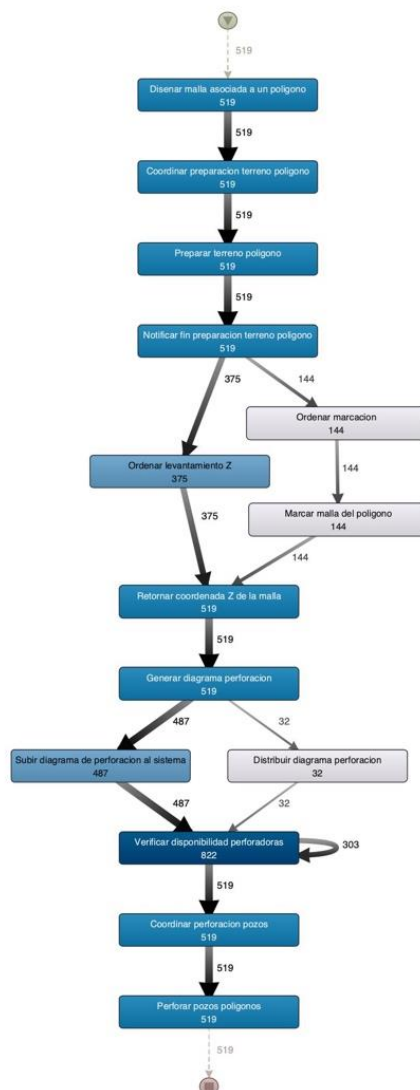 519
Disenar malla asociada a un poligono
519
519
Coordinar preparacion terreno poligono
519
519
Preparar terreno poligono
519
519
Notificar fin preparacion terreno poligono
519
375
144
Ordenar marcacion
144
Ordenar levantamiento Z
375
144
Marcar malla del poligono
144
375
144
Retornar coordenada Z de la malla
519
519
Generar diagrama perforacion
519
487
32
Subir diagrama de perforacion al sistema
487
Distribuir diagrama perforacion
32
487
32
Verificar disponibilidad perforadoras
822
303
519
Coordinar perforacion pozos
519
519
Perforar pozos poligonos
519
519